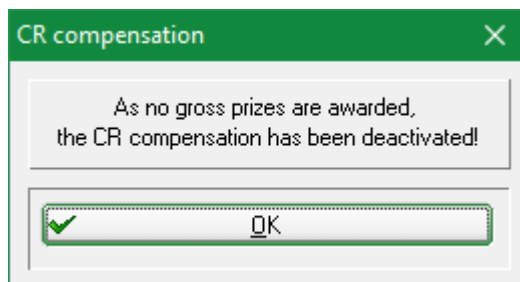 CR compensation
As no gross prizes are awarded,
the CR compensation has been deactivated!
OK